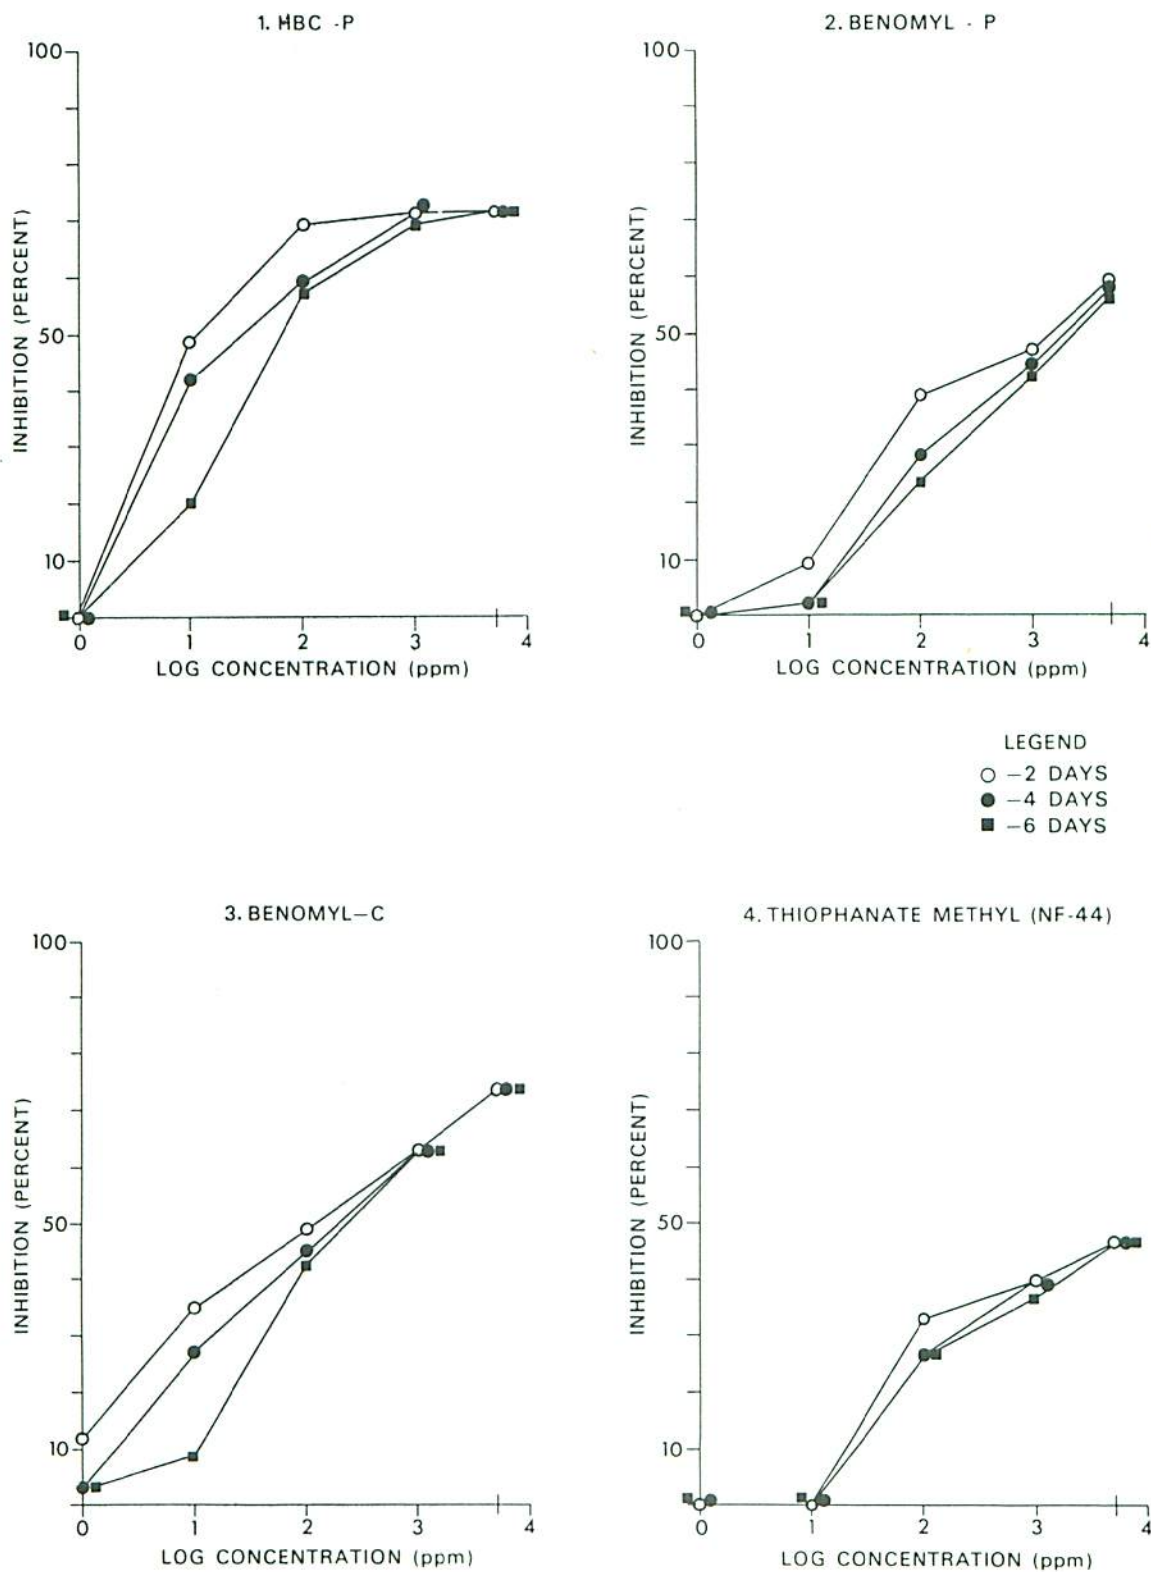 1. MBC -P
100
50
10
INHIBITION (PERCENT)
0 1 2 3 4
LOG CONCENTRATION (ppm)
2. BENOMYL - P
100
50
10
INHIBITION (PERCENT)
0 1 2 3 4
LOG CONCENTRATION (ppm)
LEGEND
—2 DAYS
—4 DAYS
—6 DAYS
3. BENOMYL—C
100
50
10
INHIBITION (PERCENT)
0 1 2 3 4
LOG CONCENTRATION (ppm)
4. THIOPHANATE METHYL (NF-44)
100
50
10
INHIBITION (PERCENT)
0 1 2 3 4
LOG CONCENTRATION (ppm)